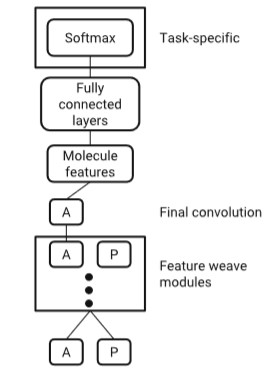 Softmax
Task-specific
Fully
connected
layers
Molecule
features
A
Final convolution
A P
Feature weave
modules
A P